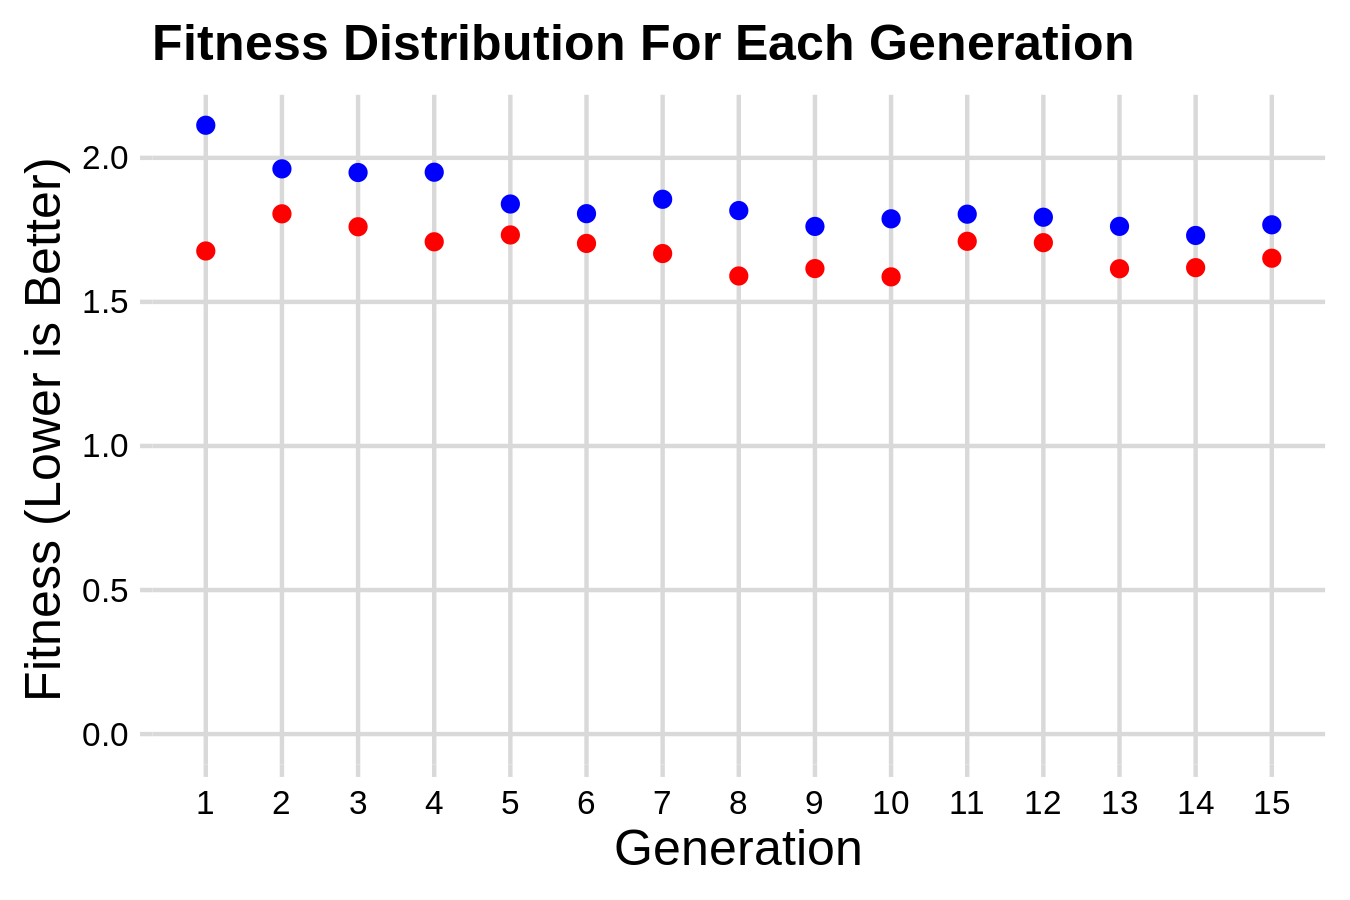 Fitness Distribution For Each Generation
Fitness (Lower is Better)
2.0
1.5
1.0
0.5
0.0
1 2 3 4 5 6 7 8 9 10 11 12 13 14 15
Generation